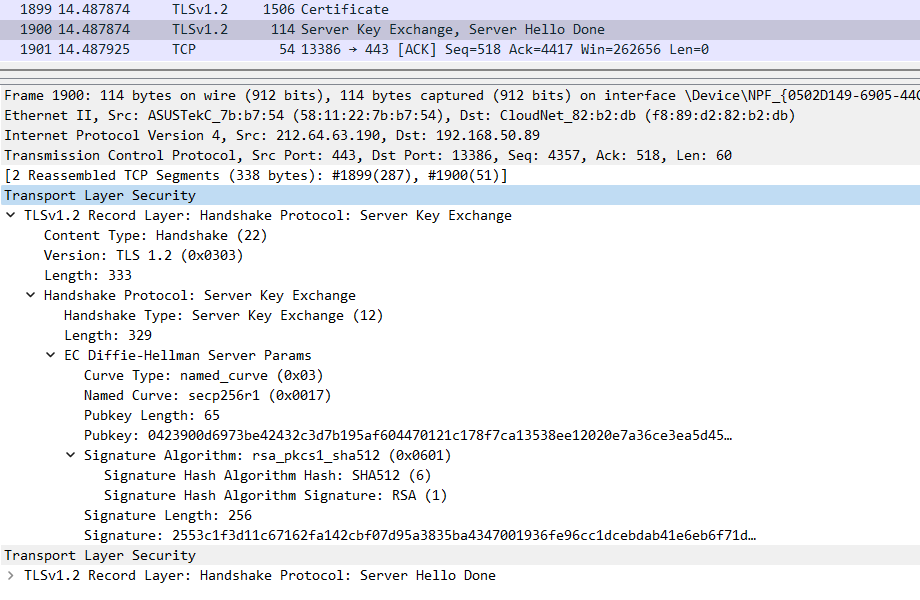 1899 14.487874 TLSv1.2 1506 Certificate
1900 14.487874 TLSv1.2 114 Server Key Exchange, Server Hello Done
1901 14.487925 TCP 54 13386 → 443 [ACK] Seq=518 Ack=4417 Win=262656 Len=0
Frame 1900: 114 bytes on wire (912 bits), 114 bytes captured (912 bits) on interface \Device\NPF_{0502D149-6905-44
Ethernet II, Src: ASUSTekC_7b:b7:54 (58:11:22:7b:b7:54), Dst: CloudNet_82:b2:db (f8:89:d2:82:b2:db)
Internet Protocol Version 4, Src: 212.64.63.190, Dst: 192.168.50.89
Transmission Control Protocol, Src Port: 443, Dst Port: 13386, Seq: 4357, Ack: 518, Len: 60
[2 Reassembled TCP Segments (338 bytes): #1899(287), #1900(51)]
Transport Layer Security
TLSv1.2 Record Layer: Handshake Protocol: Server Key Exchange
Content Type: Handshake (22)
Version: TLS 1.2 (0x0303)
Length: 333
Handshake Protocol: Server Key Exchange
Handshake Type: Server Key Exchange (12)
Length: 329
EC Diffie-Hellman Server Params
Curve Type: named_curve (0x03)
Named Curve: secp256r1 (0x0017)
Pubkey Length: 65
Pubkey: 0423900d6973be42432c3d7b195af604470121c178f7ca13538ee12020e7a36ce3ea5d45…
Signature Algorithm: rsa_pkcs1_sha512 (0x0601)
Signature Hash Algorithm Hash: SHA512 (6)
Signature Hash Algorithm Signature: RSA (1)
Signature Length: 256
Signature: 2553c1f3d11c67162fa142cbf07d95a3835ba4347001936fe96cc1dcebdab41e6eb6f71d…
Transport Layer Security
TLSv1.2 Record Layer: Handshake Protocol: Server Hello Done